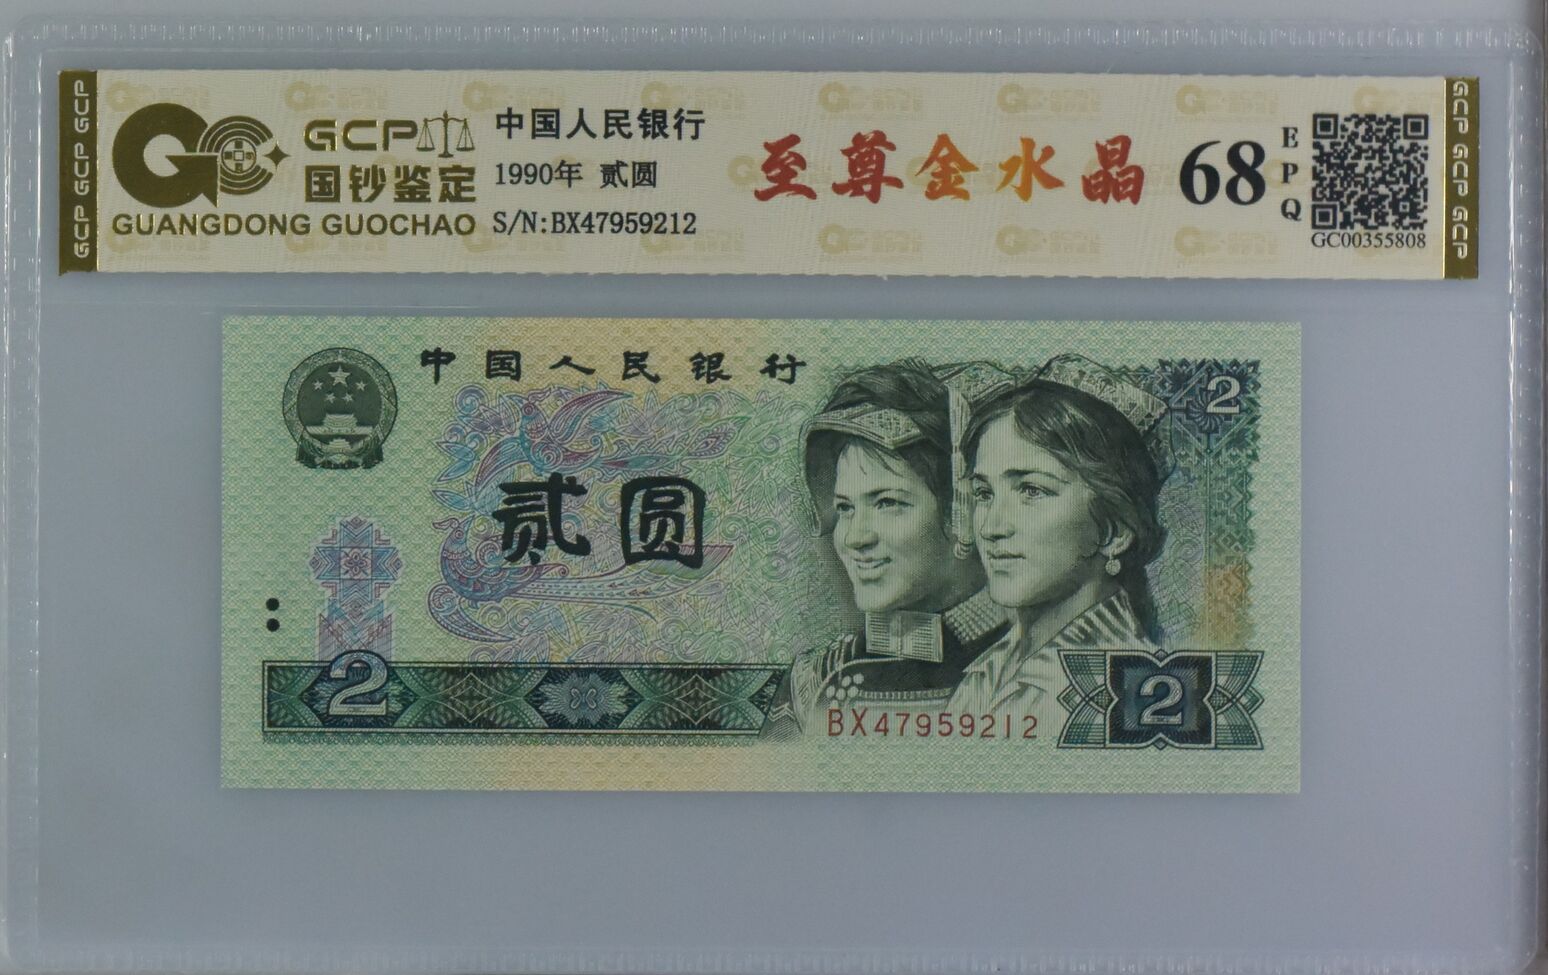 GCP GCP GCP
GCP
国钞鉴定
GUANGDONG GUOCHAO
中国人民银行
1990年 贰圆
S/N:BX47959212
至尊金水晶
68
EPQ
GC00355808
GCP GCP GCP
中国人民银行
2
贰圆
2
BX47959212
2